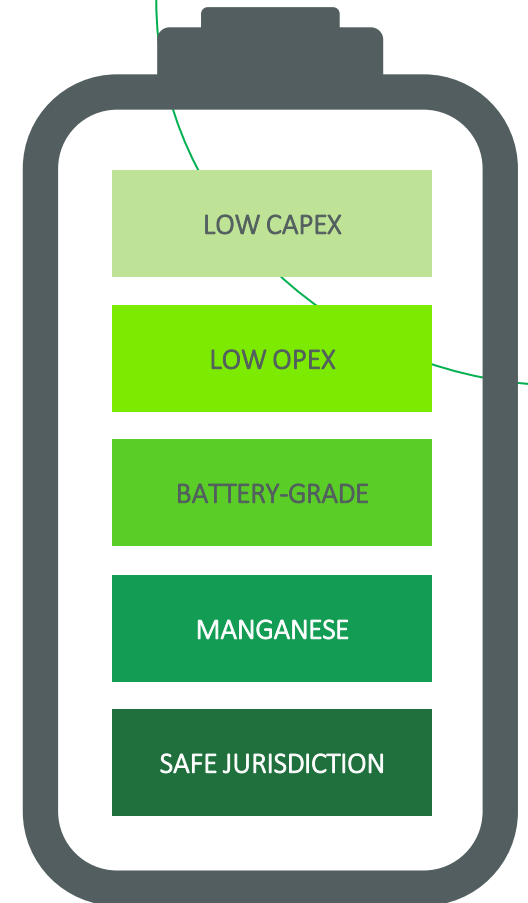 LOW CAPEX
LOW OPEX
BATTERY-GRADE
MANGANESE
SAFE JURISDICTION